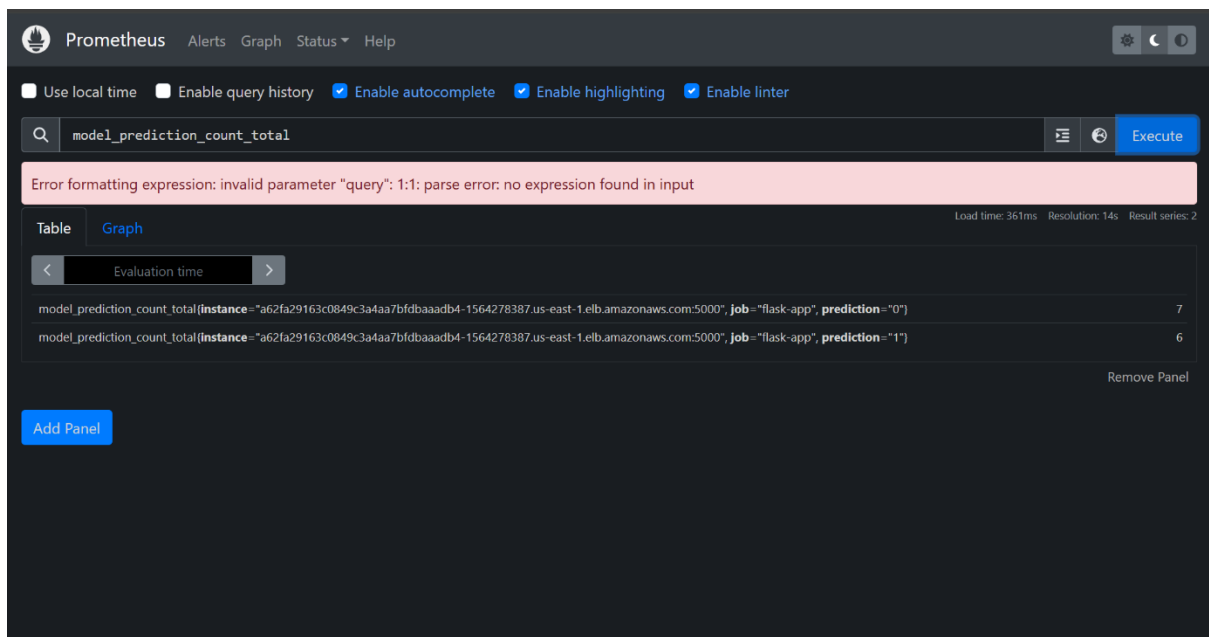 Prometheus Alerts Graph Status Help
Use local time Enable query history Enable autocomplete Enable highlighting Enable linter
model_prediction_count_total Execute
Error formatting expression: invalid parameter "query": 1:1: parse error: no expression found in input
Load time: 361ms Resolution: 14s Result series: 2
Table Graph
Evaluation time
model_prediction_count_total{instance="a62fa29163c0849c3a4aa7bfdbaaadb4-1564278387.us-east-1.elb.amazonaws.com:5000", job="flask-app", prediction="0"} 7
model_prediction_count_total{instance="a62fa29163c0849c3a4aa7bfdbaaadb4-1564278387.us-east-1.elb.amazonaws.com:5000", job="flask-app", prediction="1"} 6
Remove Panel
Add Panel